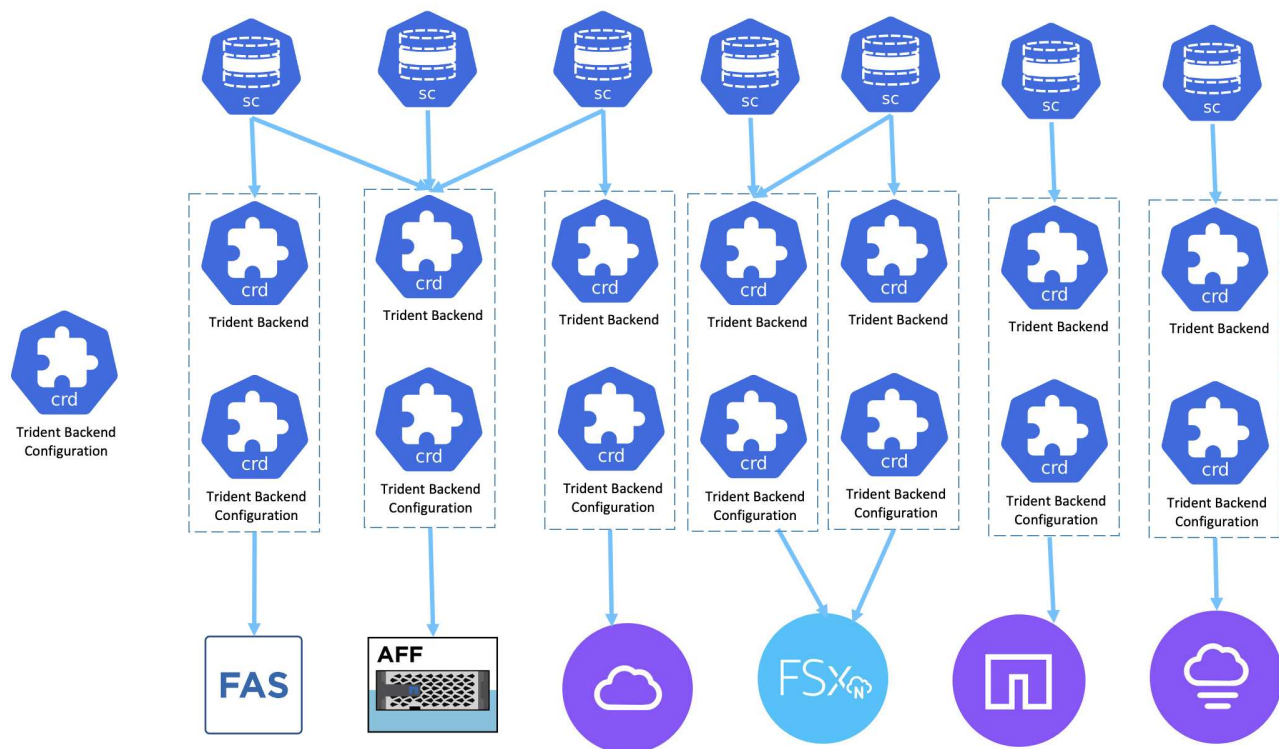 sc
sc
sc
sc
sc
sc
sc
crd
Trident Backend
crd
Trident Backend
crd
Trident Backend
crd
Trident Backend
crd
Trident Backend
crd
Trident Backend
crd
Trident Backend
crd
Trident Backend
Configuration
crd
Trident Backend
Configuration
crd
Trident Backend
Configuration
crd
Trident Backend
Configuration
crd
Trident Backend
Configuration
crd
Trident Backend
Configuration
crd
Trident Backend
Configuration
crd
Trident Backend
Configuration
FAS
AFF
FSx
N